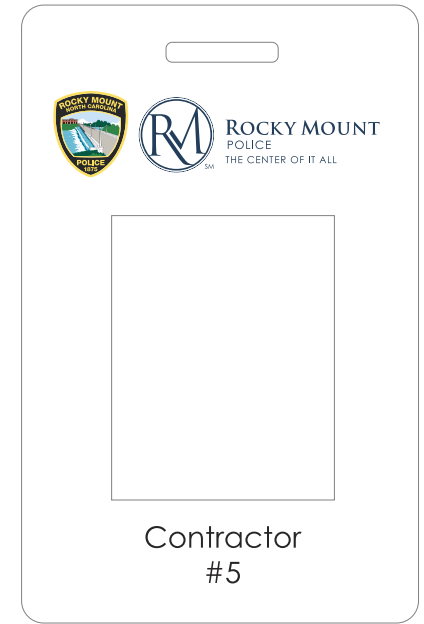 ROCKY MOUNT
NORTH CAROLINA
POLICE
1875
RM
SM
ROCKY MOUNT
POLICE
THE CENTER OF IT ALL
Contractor
#5